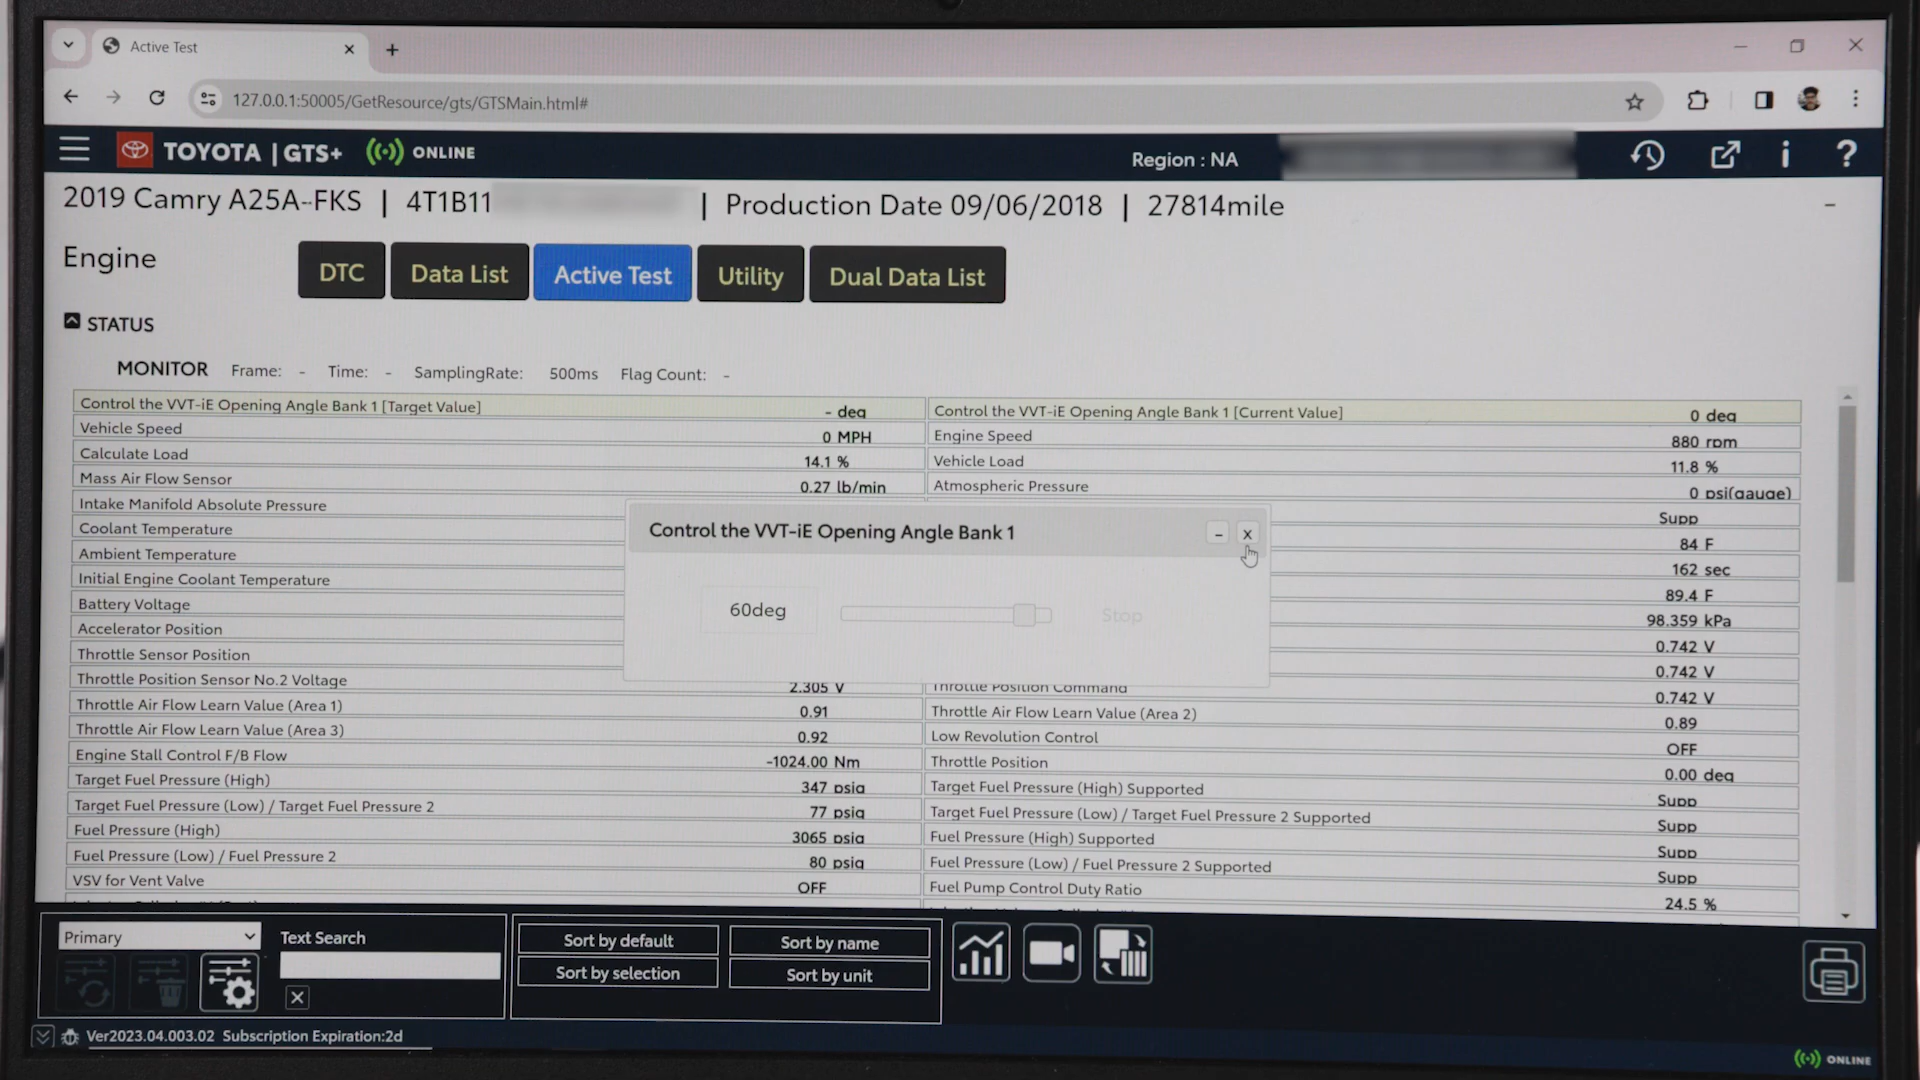 Active Test
127.0.0.1:50005/GetResource/gts/GTSMain.html#
TOYOTA | GTS+ ONLINE Region : NA
2019 Camry A25A-FKS | 4T1B11 | Production Date 09/06/2018 | 27814mile
Engine DTC Data List Active Test Utility Dual Data List
STATUS
MONITOR Frame: - Time: - SamplingRate: 500ms Flag Count: -
Control the VVT-iE Opening Angle Bank 1 [Target Value] - deg Control the VVT-iE Opening Angle Bank 1 [Current Value] 0 deg
Vehicle Speed 0 MPH Engine Speed 880 rpm
Calculate Load 14.1 % Vehicle Load 11.8 %
Mass Air Flow Sensor 0.27 lb/min Atmospheric Pressure 0 psi(gauge)
Intake Manifold Absolute Pressure Supp
Coolant Temperature 84 F
Ambient Temperature 162 sec
Initial Engine Coolant Temperature 89.4 F
Battery Voltage 98.359 kPa
Accelerator Position 0.742 V
Throttle Sensor Position 0.742 V
Throttle Position Sensor No.2 Voltage 2.305 V Throttle Position Command 0.742 V
Control the VVT-iE Opening Angle Bank 1 - x
60deg Stop
Throttle Air Flow Learn Value (Area 1) 0.91 Throttle Air Flow Learn Value (Area 2) 0.89
Throttle Air Flow Learn Value (Area 3) 0.92 Low Revolution Control OFF
Engine Stall Control F/B Flow -1024.00 Nm Throttle Position 0.00 deg
Target Fuel Pressure (High) 347 psig Target Fuel Pressure (High) Supported Supp
Target Fuel Pressure (Low) / Target Fuel Pressure 2 77 psig Target Fuel Pressure (Low) / Target Fuel Pressure 2 Supported Supp
Fuel Pressure (High) 3065 psig Fuel Pressure (High) Supported Supp
Fuel Pressure (Low) / Fuel Pressure 2 80 psig Fuel Pressure (Low) / Fuel Pressure 2 Supported Supp
VSV for Vent Valve OFF Fuel Pump Control Duty Ratio 24.5 %
Primary Text Search Sort by default Sort by name
Sort by selection Sort by unit
Ver2023.04.003.02 Subscription Expiration:2d
ONLINE